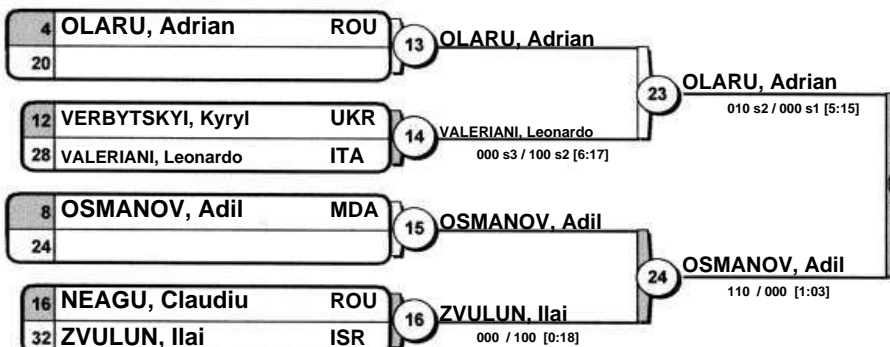 4 OLARU, Adrian ROU
20
13 OLARU, Adrian
12 VERBYTSKYI, Kyryl UKR
28 VALERIANI, Leonardo ITA
14 VALERIANI, Leonardo
000 s3 / 100 s2 [6:17]
23 OLARU, Adrian
010 s2 / 000 s1 [5:15]
8 OSMANOV, Adil MDA
24
15 OSMANOV, Adil
16 NEAGU, Claudiu ROU
32 ZVULUN, Ilai ISR
16 ZVULUN, Ilai
000 / 100 [0:18]
24 OSMANOV, Adil
110 / 000 [1:03]